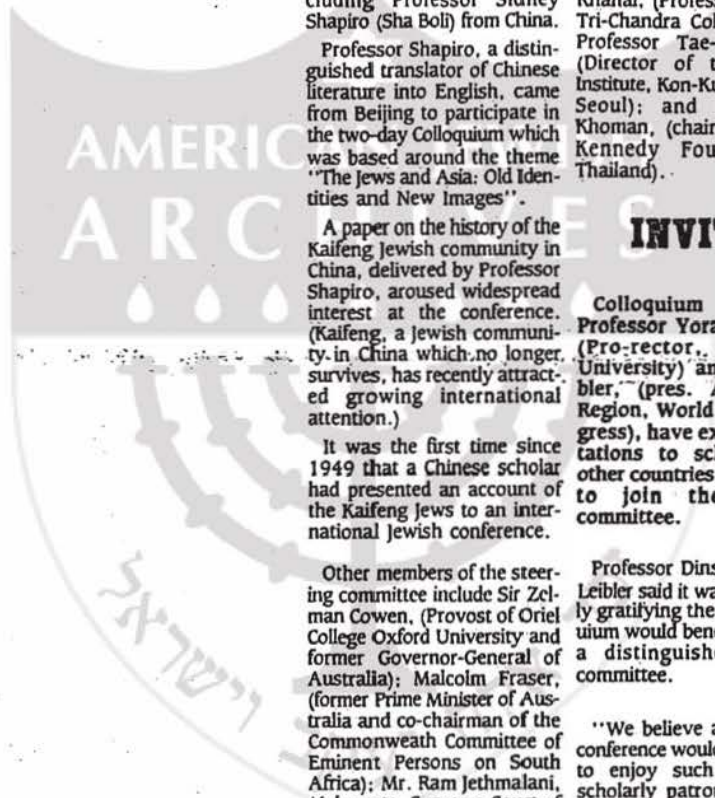 cluding Professor Sidney
Shapiro (Sha Boli) from China.
Professor Shapiro, a distin-
guished translator of Chinese
literature into English, came
from Beijing to participate in
the two-day Colloquium which
was based around the theme
"The Jews and Asia: Old Iden-
tities and New Images".
A paper on the history of the
Kaifeng Jewish community in
China, delivered by Professor
Shapiro, aroused widespread
interest at the conference.
(Kaifeng, a Jewish communi-
ty in China which no longer
survives, has recently attract-
ed growing international
attention.)
It was the first time since
1949 that a Chinese scholar
had presented an account of
the Kaifeng Jews to an inter-
national Jewish conference.
Other members of the steer-
ing committee include Sir Zel-
man Cowen, (Provost of Oriel
College Oxford University and
former Governor-General of
Australia); Malcolm Fraser,
(former Prime Minister of Aus-
tralia and co-chairman of the
Commonweath Committee of
Eminent Persons on South
Africa); Mr. Ram Jethmalani,
Khanal, (Profes
Tri-Chandra Col
Professor Tae-
(Director of t
Institute, Kon-Ku
Seoul); and
Khoman, (chair
Kennedy Fou
Thailand).
INVI
Colloquium
Professor Yora
(Pro-rector,
University) an
bler, (pres. A
Region, World
gress), have ex
tations to sc
other countries
to join the
committee.
Professor Dins
Leibler said it wa
ly gratifying the
uium would ben
a distinguish
committee.
"We believe a
conference woul
to enjoy such
scholarly patro
AMERIC
ARCHIVES
ישראל